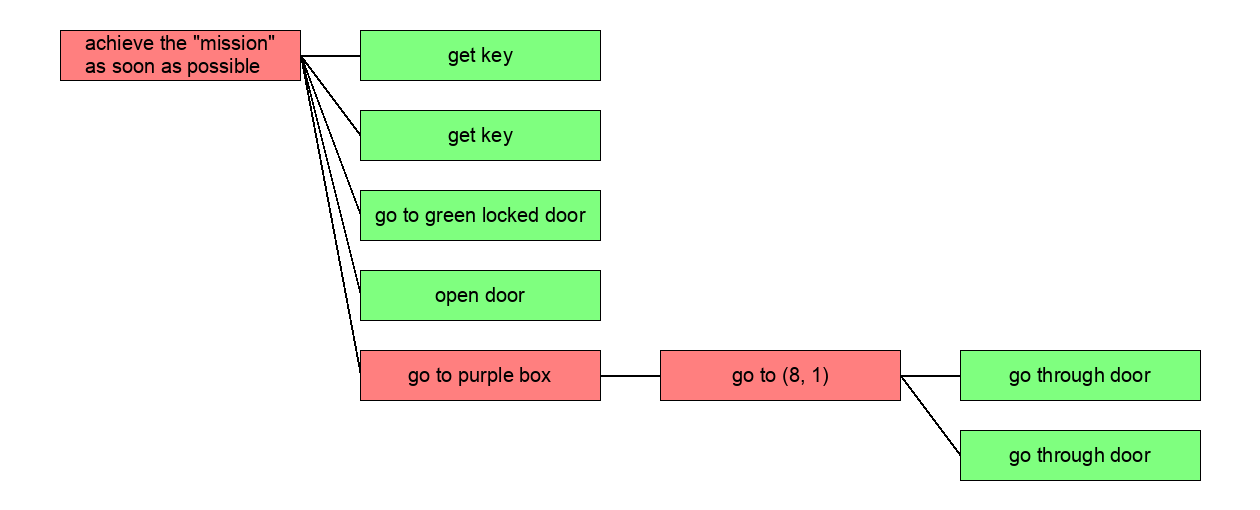 achieve the "mission"
as soon as possible
get key
get key
go to green locked door
open door
go to purple box
go to (8, 1)
go through door
go through door